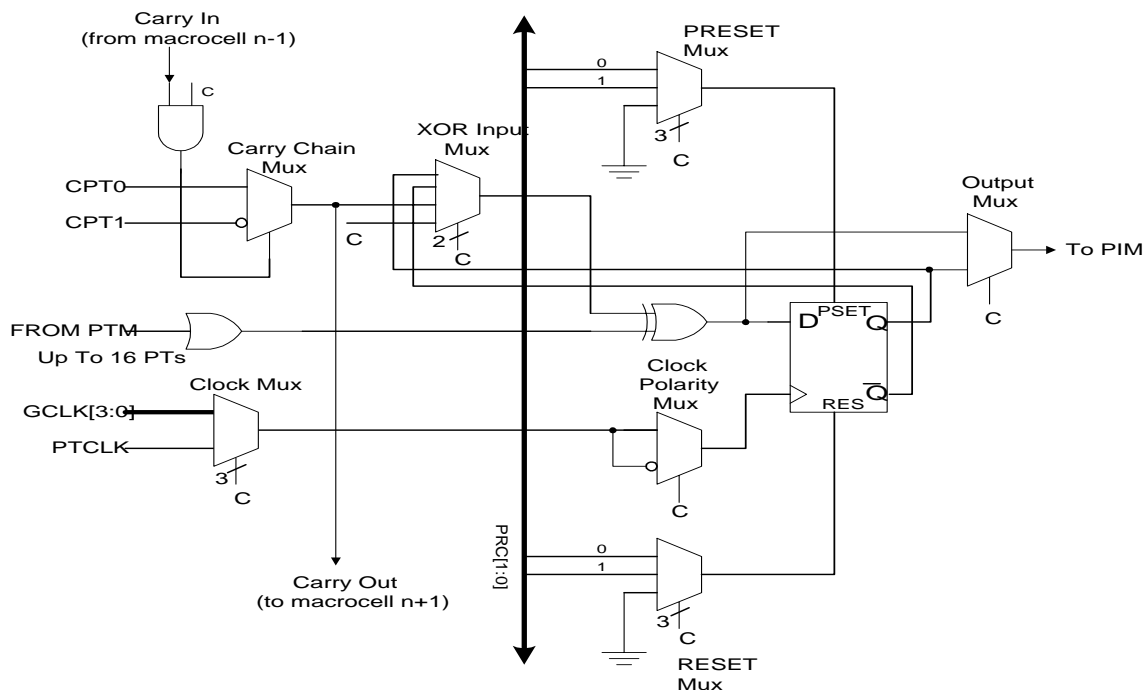 Carry In
(from macrocell n-1)
C
PRESET
Mux
0
1
3
C
XOR Input
Mux
Carry Chain
Mux
CPT0
CPT1
C
2
C
Output
Mux
To PIM
C
FROM PTM
Up To 16 PTs
D
PSET
Q
Q̅
RES
Clock
Polarity
Mux
C
Clock Mux
GCLK[3:0]
PTCLK
3
C
PRC[1:0]
0
1
3
C
RESET
Mux
Carry Out
(to macrocell n+1)